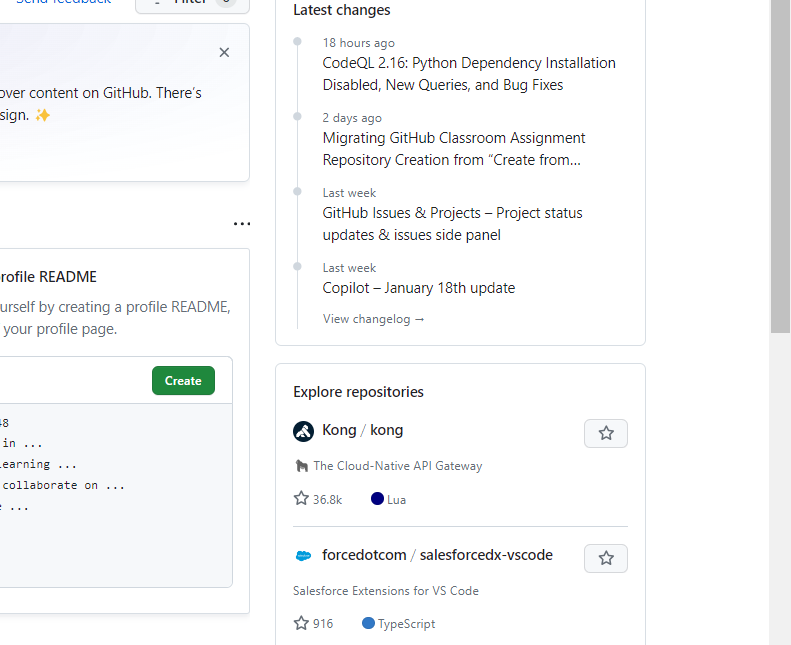 Send feedback
Filter
over content on GitHub. There's
sign. ✨
rofile README
urself by creating a profile README,
your profile page.
Create
48
in ...
earning ...
collaborate on ...
...
Latest changes
18 hours ago
CodeQL 2.16: Python Dependency Installation
Disabled, New Queries, and Bug Fixes
2 days ago
Migrating GitHub Classroom Assignment
Repository Creation from “Create from…
Last week
GitHub Issues & Projects – Project status
updates & issues side panel
Last week
Copilot – January 18th update
View changelog →
Explore repositories
Kong / kong
🦍 The Cloud-Native API Gateway
36.8k Lua
forcedotcom / salesforcedx-vscode
Salesforce Extensions for VS Code
916 TypeScript